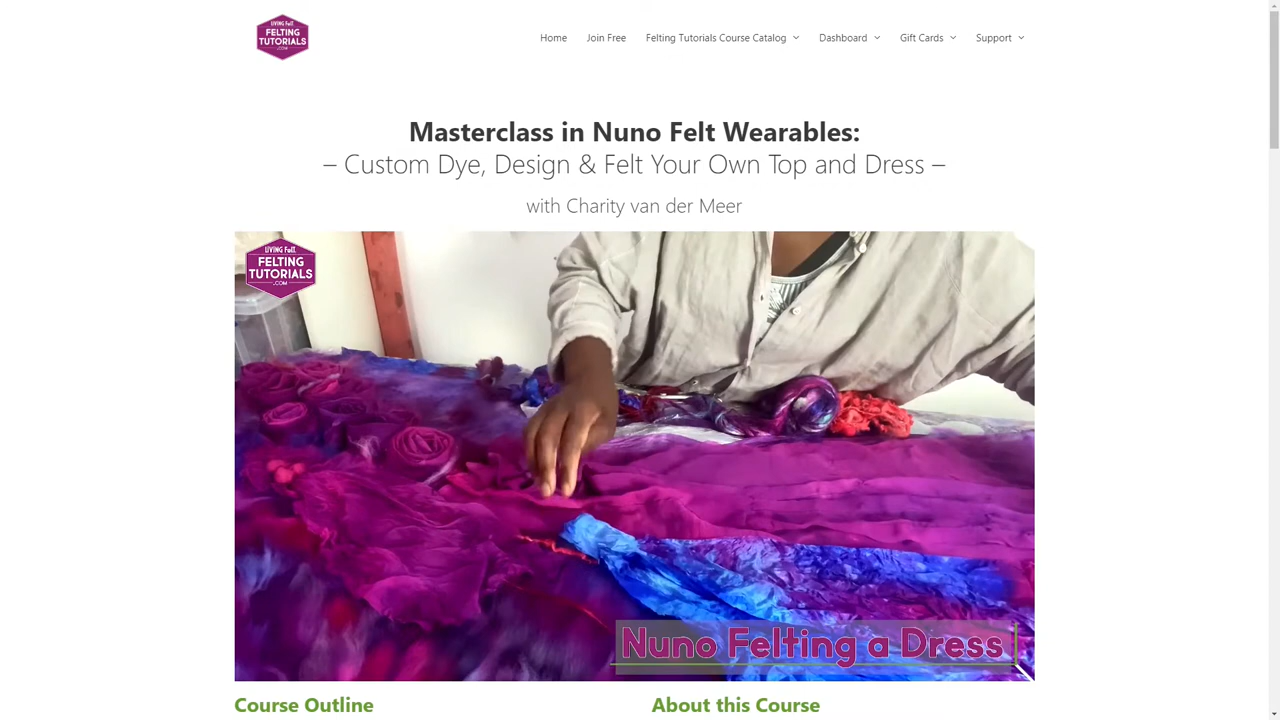 LIVING Felt
FELTING
TUTORIALS
.COM
Home
Join Free
Felting Tutorials Course Catalog
Dashboard
Gift Cards
Support
Masterclass in Nuno Felt Wearables:
– Custom Dye, Design & Felt Your Own Top and Dress –
with Charity van der Meer
LIVING Felt
FELTING
TUTORIALS
.COM
Nuno Felting a Dress
Course Outline
About this Course